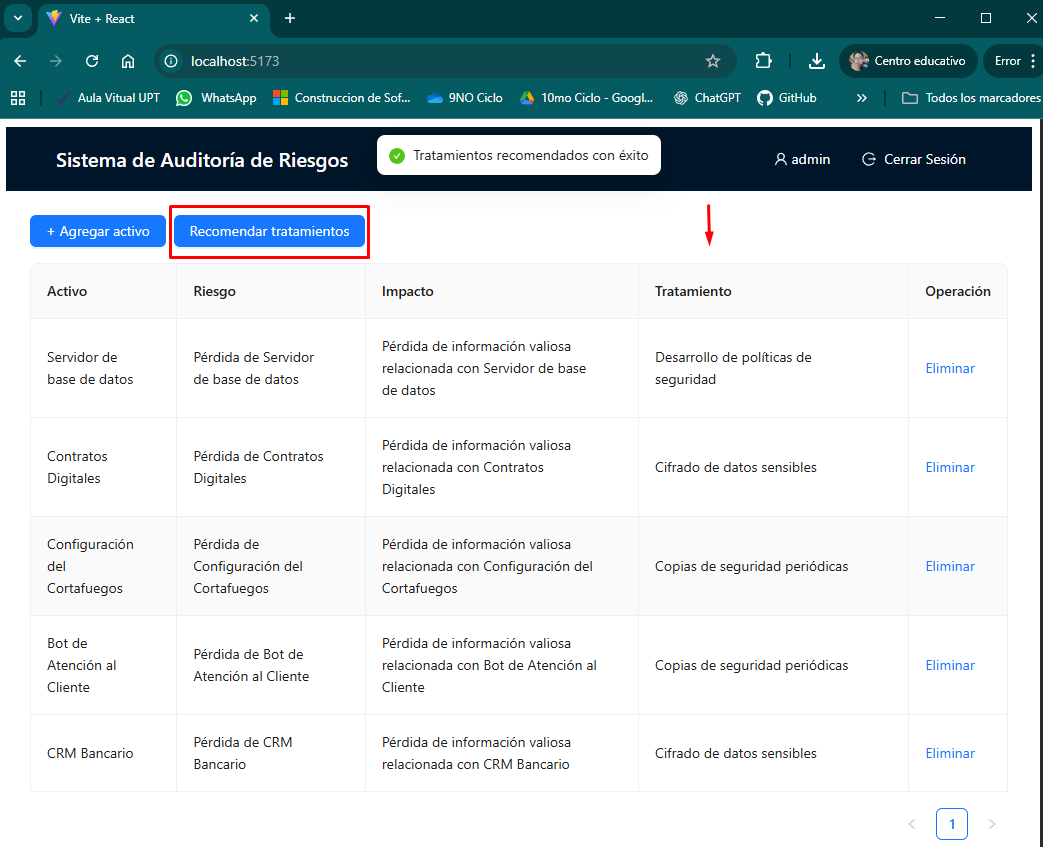 Vite + React
localhost:5173
Centro educativo
Error
Aula Vitual UPT
WhatsApp
Construccion de Sof...
9NO Ciclo
10mo Ciclo - Googl...
ChatGPT
GitHub
Todos los marcadores
Sistema de Auditoría de Riesgos
Tratamientos recomendados con éxito
admin
Cerrar Sesión
+ Agregar activo
Recomendar tratamientos
Activo
Riesgo
Impacto
Tratamiento
Operación
Servidor de
base de datos
Pérdida de Servidor
de base de datos
Pérdida de información valiosa
relacionada con Servidor de base
de datos
Desarrollo de políticas de
seguridad
Eliminar
Contratos
Digitales
Pérdida de Contratos
Digitales
Pérdida de información valiosa
relacionada con Contratos
Digitales
Cifrado de datos sensibles
Eliminar
Configuración
del
Cortafuegos
Pérdida de
Configuración del
Cortafuegos
Pérdida de información valiosa
relacionada con Configuración del
Cortafuegos
Copias de seguridad periódicas
Eliminar
Bot de
Atención al
Cliente
Pérdida de Bot de
Atención al Cliente
Pérdida de información valiosa
relacionada con Bot de Atención al
Cliente
Copias de seguridad periódicas
Eliminar
CRM Bancario
Pérdida de CRM
Bancario
Pérdida de información valiosa
relacionada con CRM Bancario
Cifrado de datos sensibles
Eliminar
1